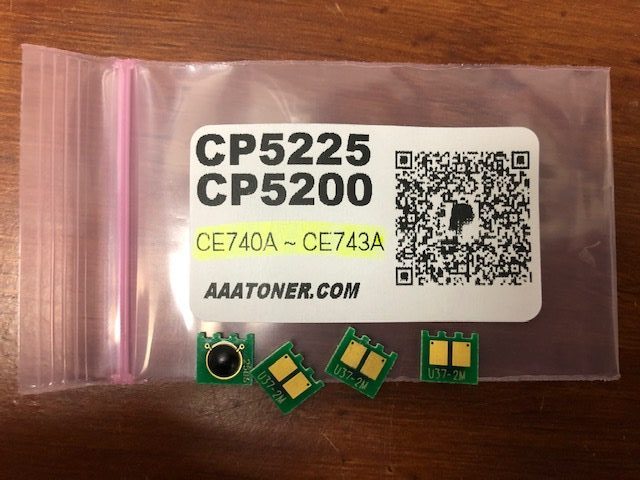 CP5225
CP5200
CE740A ~ CE743A
AAATONER.COM
U37-2M
U37-2M
U37-2M